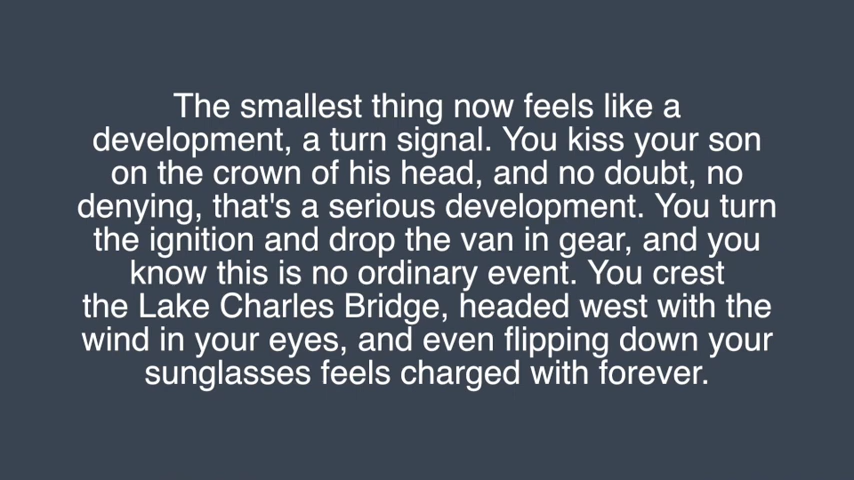 The smallest thing now feels like a
development, a turn signal. You kiss your son
on the crown of his head, and no doubt, no
denying, that's a serious development. You turn
the ignition and drop the van in gear, and you
know this is no ordinary event. You crest
the Lake Charles Bridge, headed west with the
wind in your eyes, and even flipping down your
sunglasses feels charged with forever.